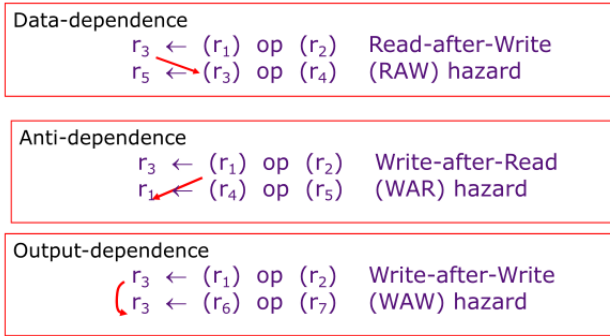 Data-dependence
r₃ ← (r₁) op (r₂) Read-after-Write
r₅ ← (r₃) op (r₄) (RAW) hazard
Anti-dependence
r₃ ← (r₁) op (r₂) Write-after-Read
r₁ ← (r₄) op (r₅) (WAR) hazard
Output-dependence
r₃ ← (r₁) op (r₂) Write-after-Write
r₃ ← (r₆) op (r₇) (WAW) hazard